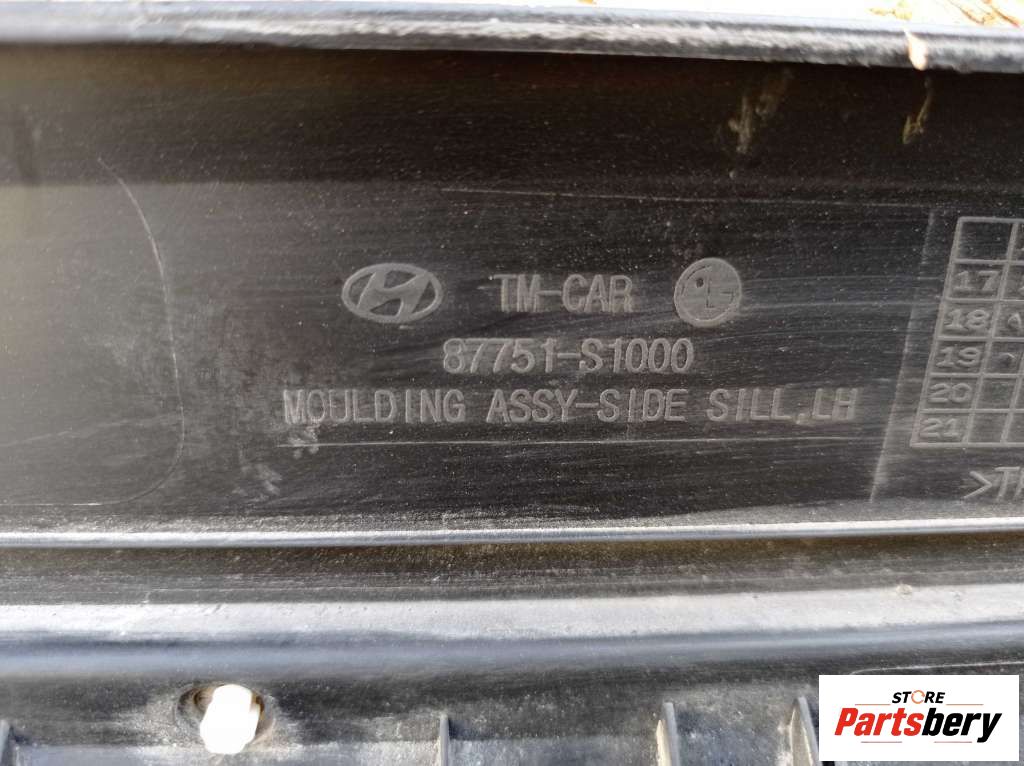 TM-CAR
87751-S1000
MOULDING ASSY-SIDE SILL,LH
17
18
19
20
21
STORE
Partsbery